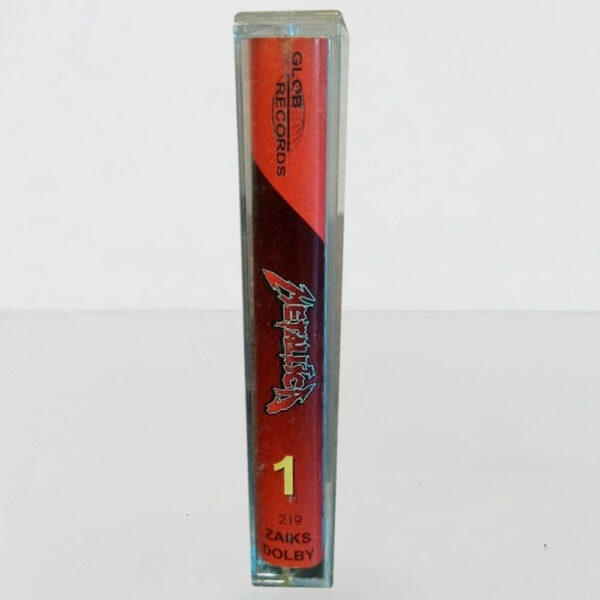 GLOB
RECORDS
METALLICA
1
219
ZAIKS
DOLBY